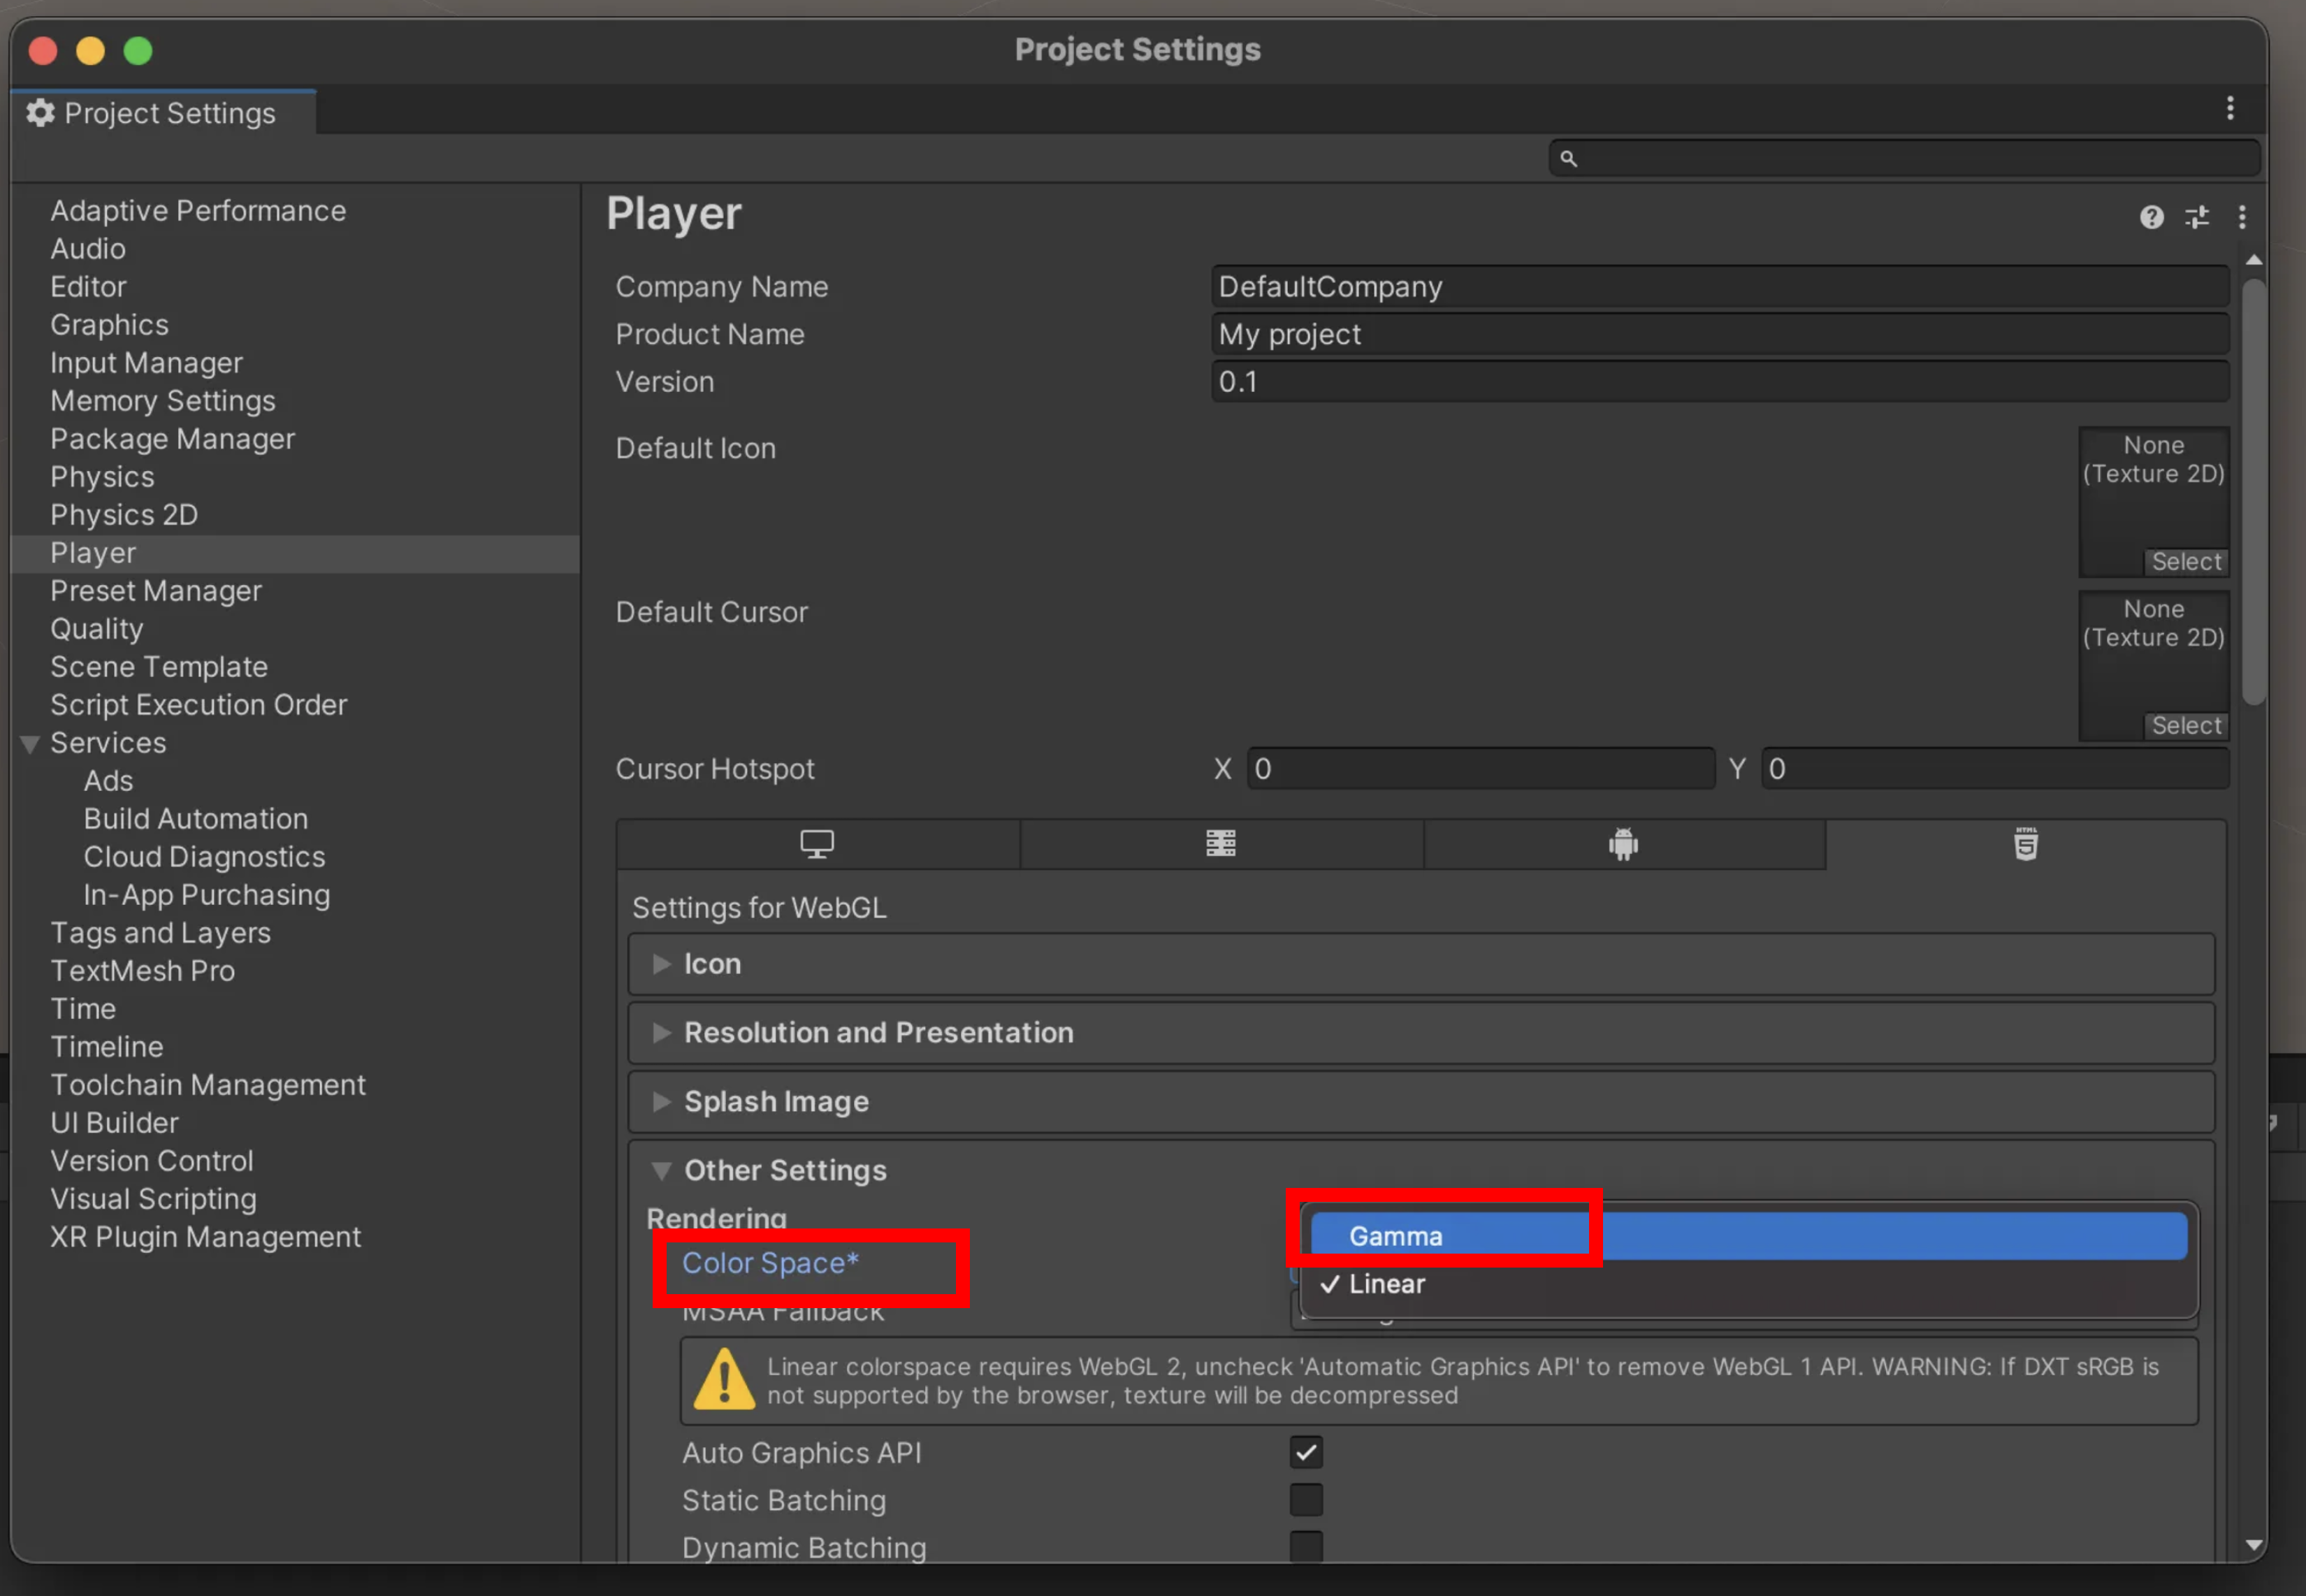 Project Settings
Project Settings
Adaptive Performance
Audio
Editor
Graphics
Input Manager
Memory Settings
Package Manager
Physics
Physics 2D
Player
Preset Manager
Quality
Scene Template
Script Execution Order
Services
Ads
Build Automation
Cloud Diagnostics
In-App Purchasing
Tags and Layers
TextMesh Pro
Time
Timeline
Toolchain Management
UI Builder
Version Control
Visual Scripting
XR Plugin Management
Player
Company Name DefaultCompany
Product Name My project
Version 0.1
Default Icon
None
(Texture 2D)
Select
Default Cursor
None
(Texture 2D)
Select
Cursor Hotspot X 0 Y 0
HTML
5
Settings for WebGL
Icon
Resolution and Presentation
Splash Image
Other Settings
Rendering
Gamma
Color Space*
Linear
MSAA Fallback
Linear colorspace requires WebGL 2, uncheck 'Automatic Graphics API' to remove WebGL 1 API. WARNING: If DXT sRGB is
not supported by the browser, texture will be decompressed
Auto Graphics API
Static Batching
Dynamic Batching